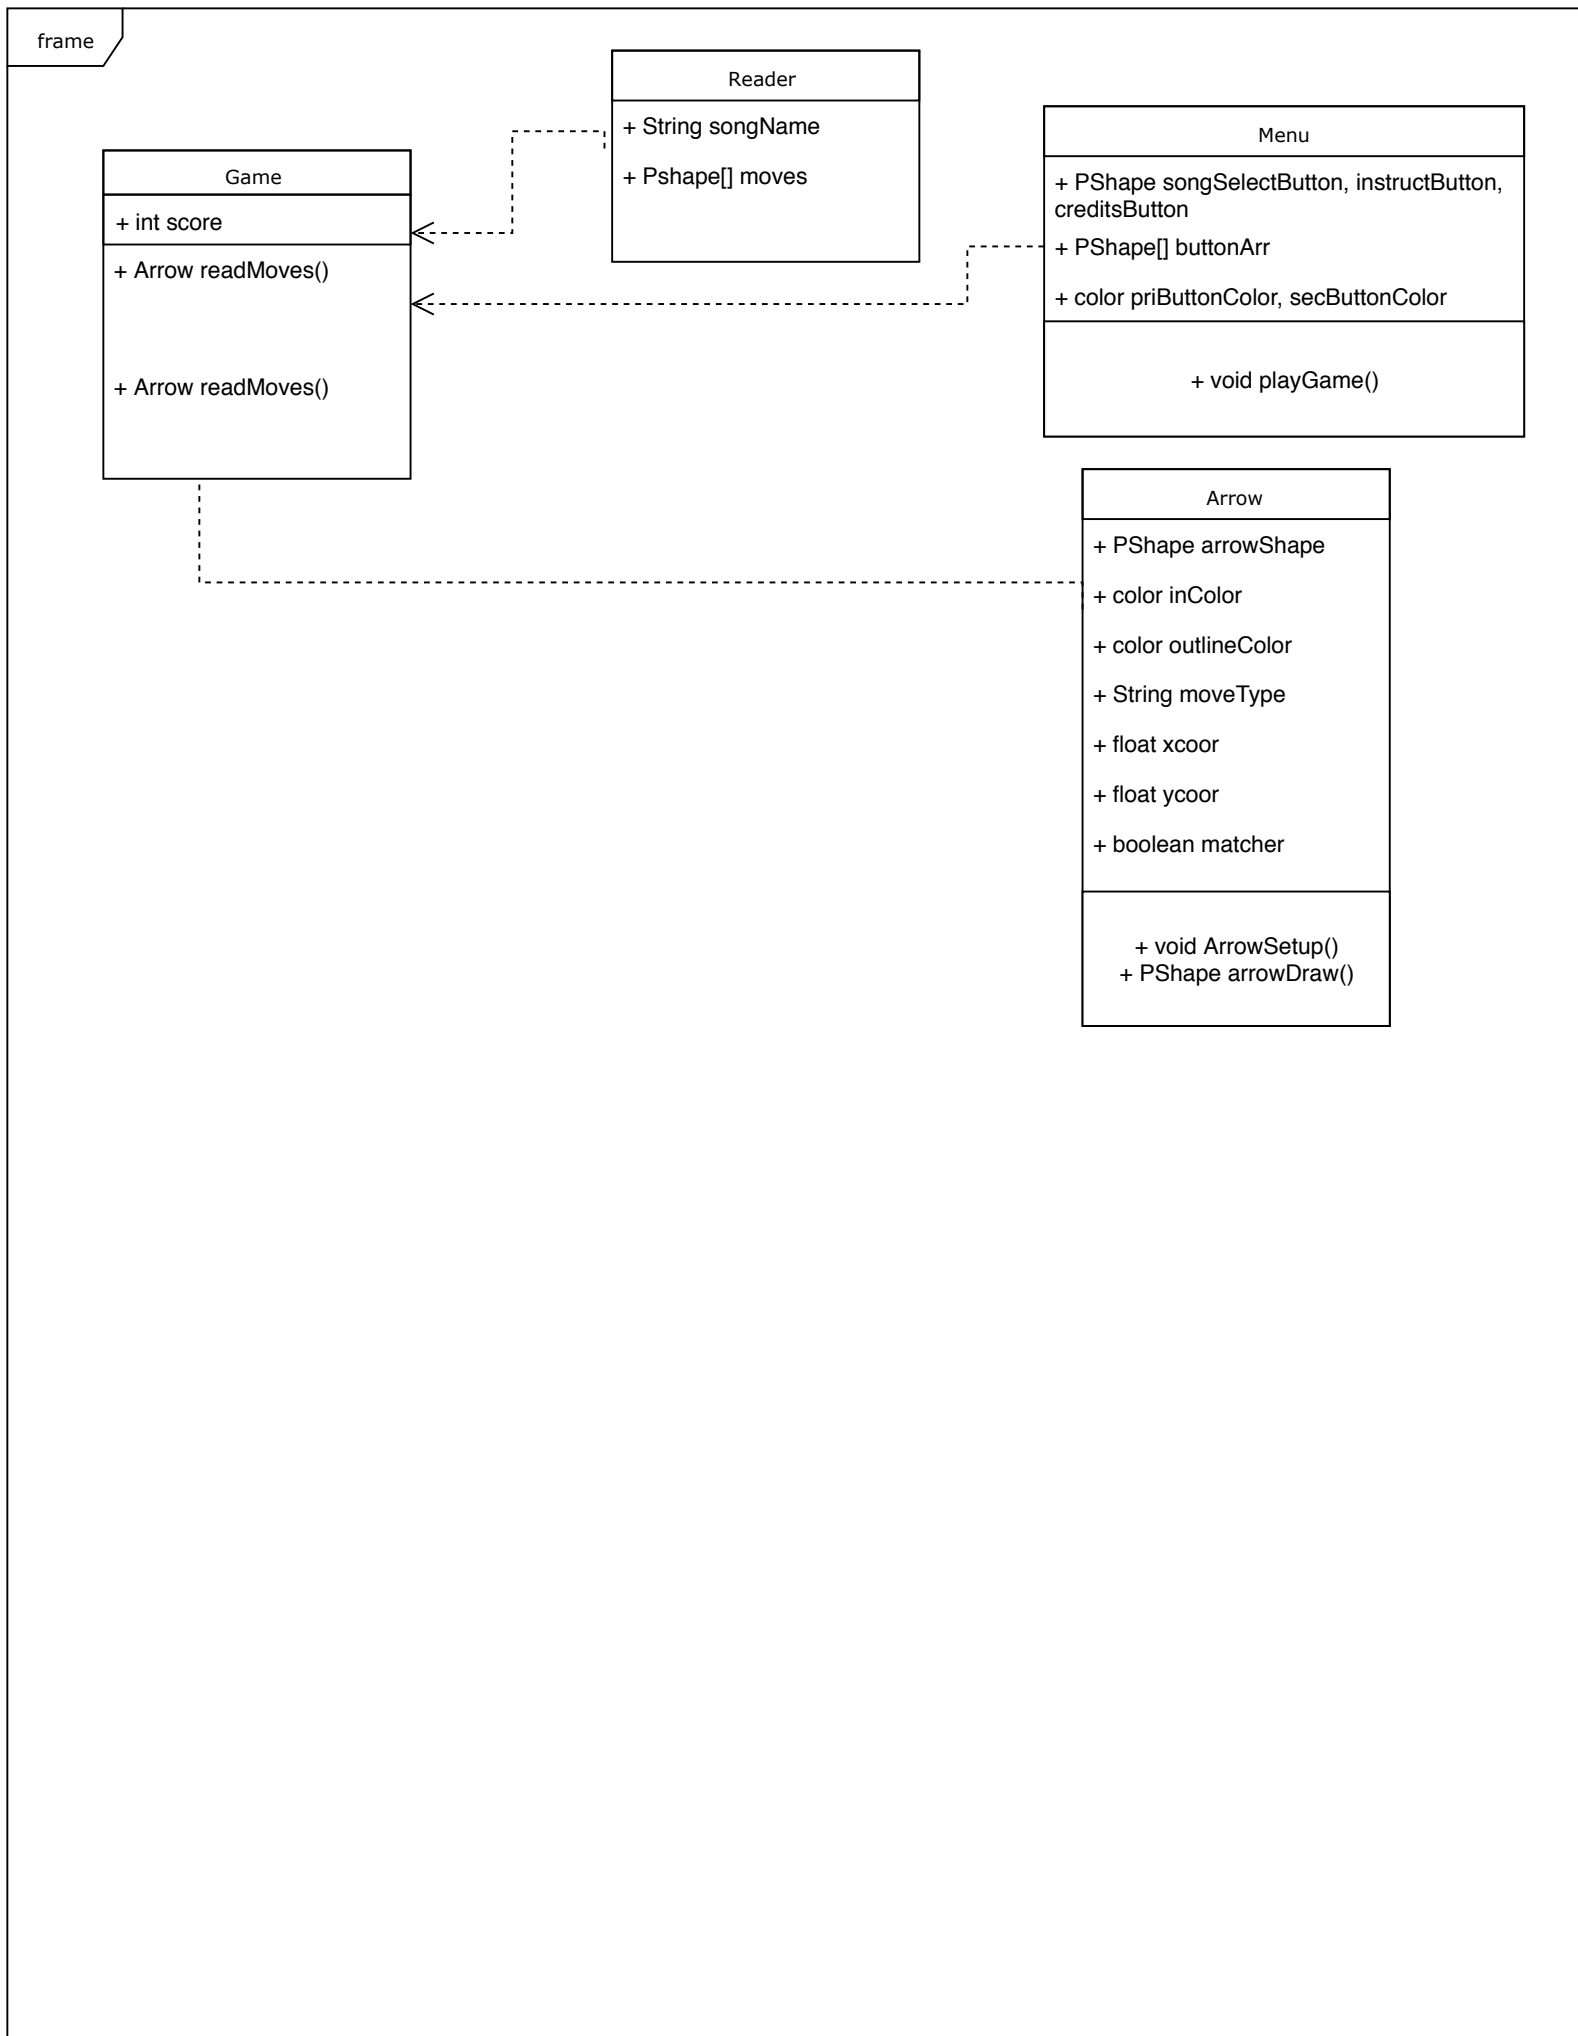 frame
Reader
+ String songName
+ Pshape[] moves
Menu
+ PShape songSelectButton, instructButton,
creditsButton
+ PShape[] buttonArr
+ color priButtonColor, secButtonColor
+ void playGame()
Game
+ int score
+ Arrow readMoves()
+ Arrow readMoves()
Arrow
+ PShape arrowShape
+ color inColor
+ color outlineColor
+ String moveType
+ float xcoor
+ float ycoor
+ boolean matcher
+ void ArrowSetup()
+ PShape arrowDraw()